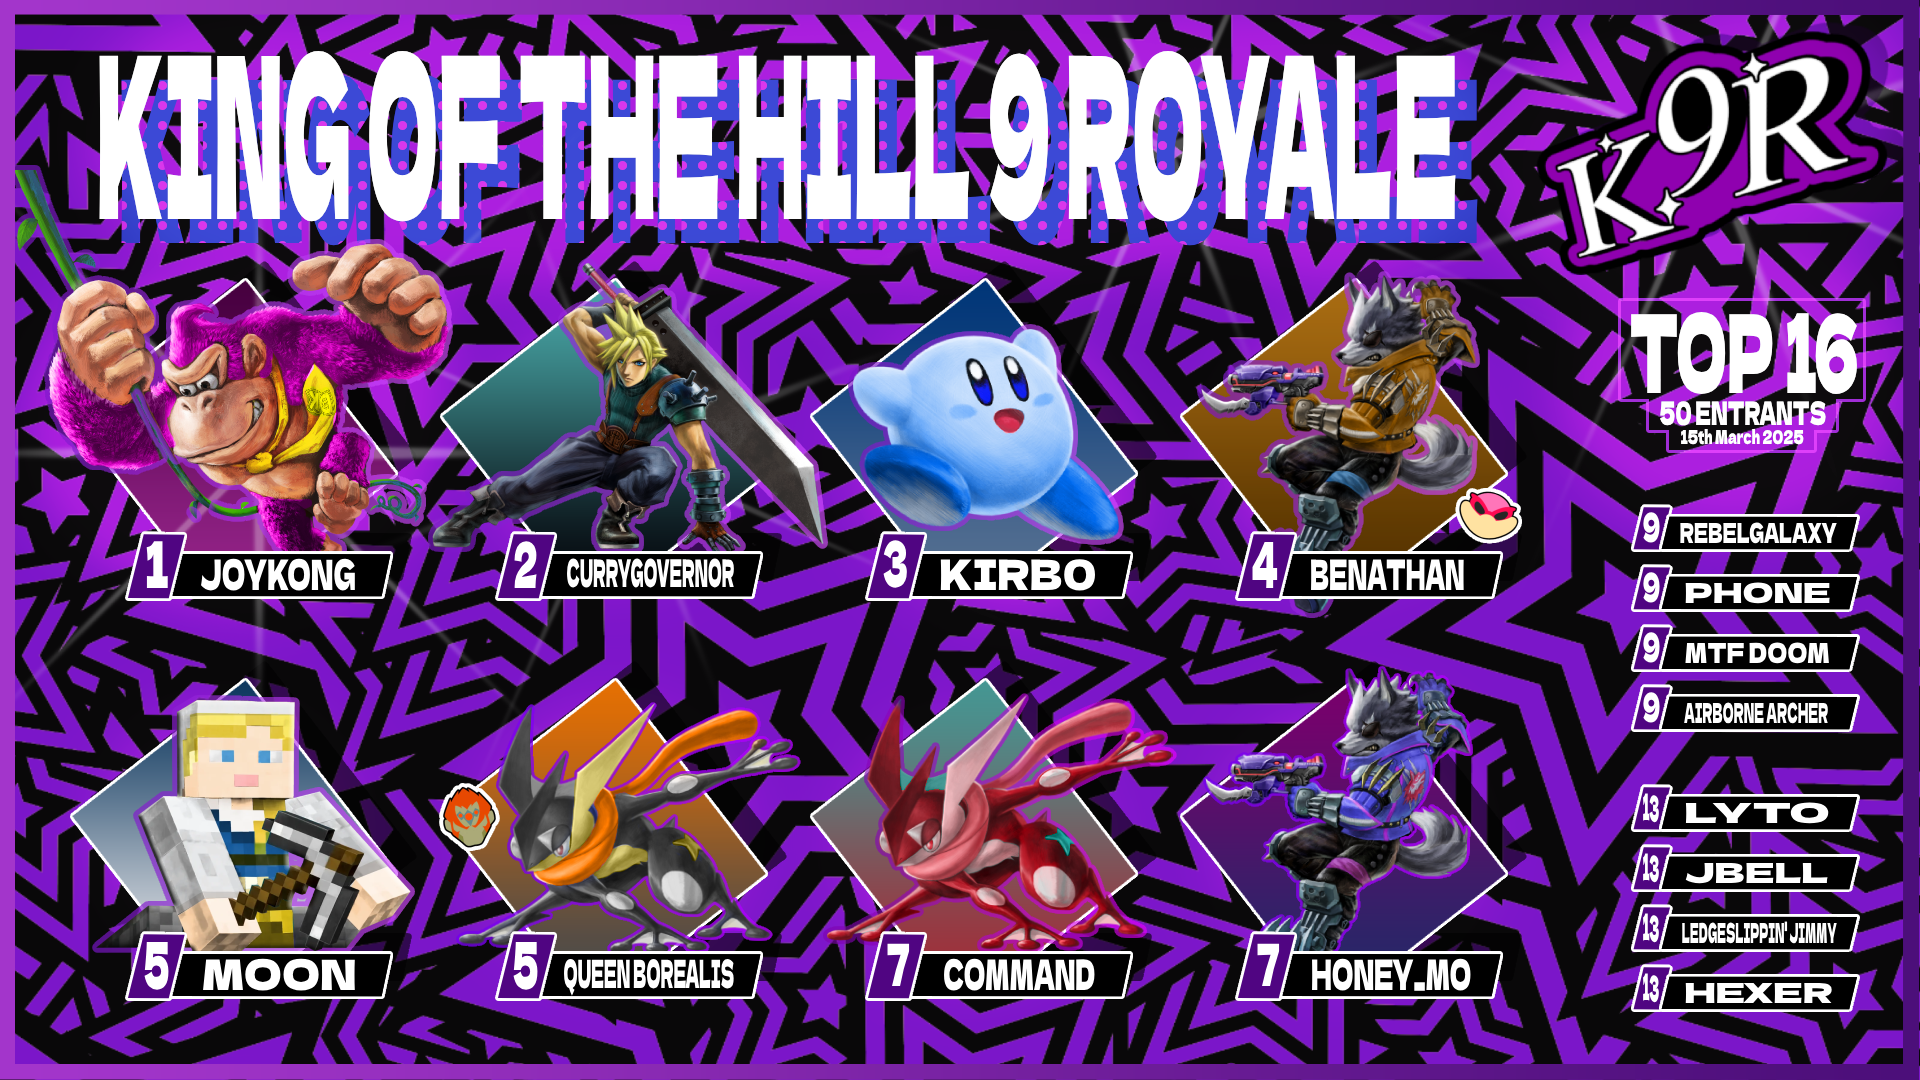 KING OF THE HILL 9 ROYALE
K9R
TOP 16
50 ENTRANTS
15th March 2025
1 JOYKONG
2 CURRYGOVERNOR
3 KIRBO
4 BENATHAN
5 MOON
5 QUEEN BOREALIS
7 COMMAND
7 HONEY_MO
9 REBELGALAXY
9 PHONE
9 MTF DOOM
9 AIRBORNE ARCHER
13 LYTO
13 JBELL
13 LEDGESLIPPIN' JIMMY
13 HEXER